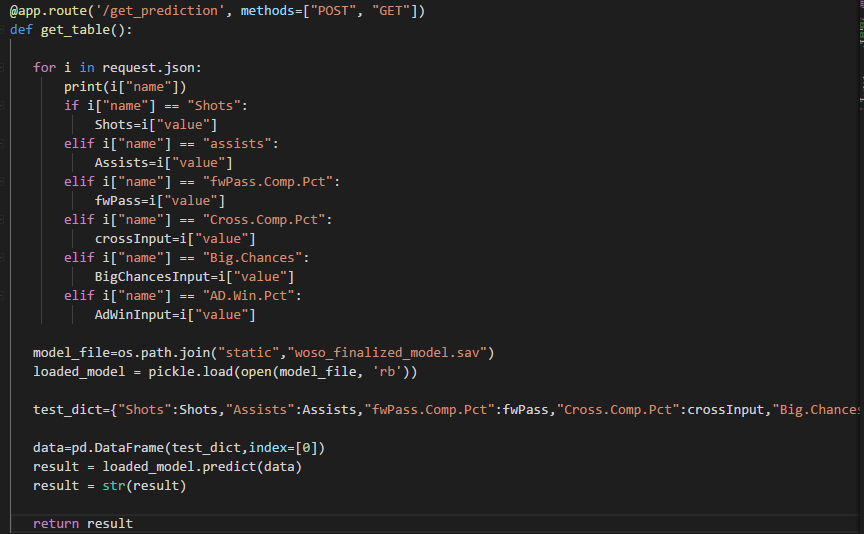 @app.route('/get_prediction', methods=["POST", "GET"])
def get_table():
for i in request.json:
print(i["name"])
if i["name"] == "Shots":
Shots=i["value"]
elif i["name"] == "assists":
Assists=i["value"]
elif i["name"] == "fwPass.Comp.Pct":
fwPass=i["value"]
elif i["name"] == "Cross.Comp.Pct":
crossInput=i["value"]
elif i["name"] == "Big.Chances":
BigChancesInput=i["value"]
elif i["name"] == "AD.Win.Pct":
AdWinInput=i["value"]
model_file=os.path.join("static","woso_finalized_model.sav")
loaded_model = pickle.load(open(model_file, 'rb'))
test_dict={"Shots":Shots,"Assists":Assists,"fwPass.Comp.Pct":fwPass,"Cross.Comp.Pct":crossInput,"Big.Chances
data=pd.DataFrame(test_dict,index=[0])
result = loaded_model.predict(data)
result = str(result)
return result